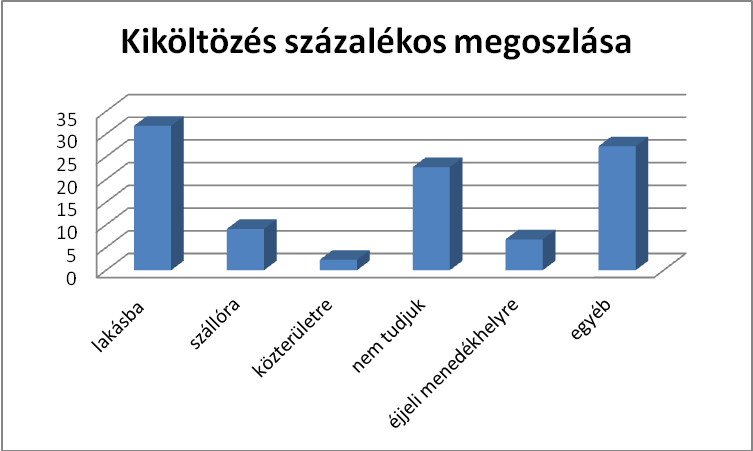 Kiköltözés százalékos megoszlása
35
30
25
20
15
10
5
0
lakásba
szállóra
közterületre
nem tudjuk
éjjeli menedékhelyre
egyéb